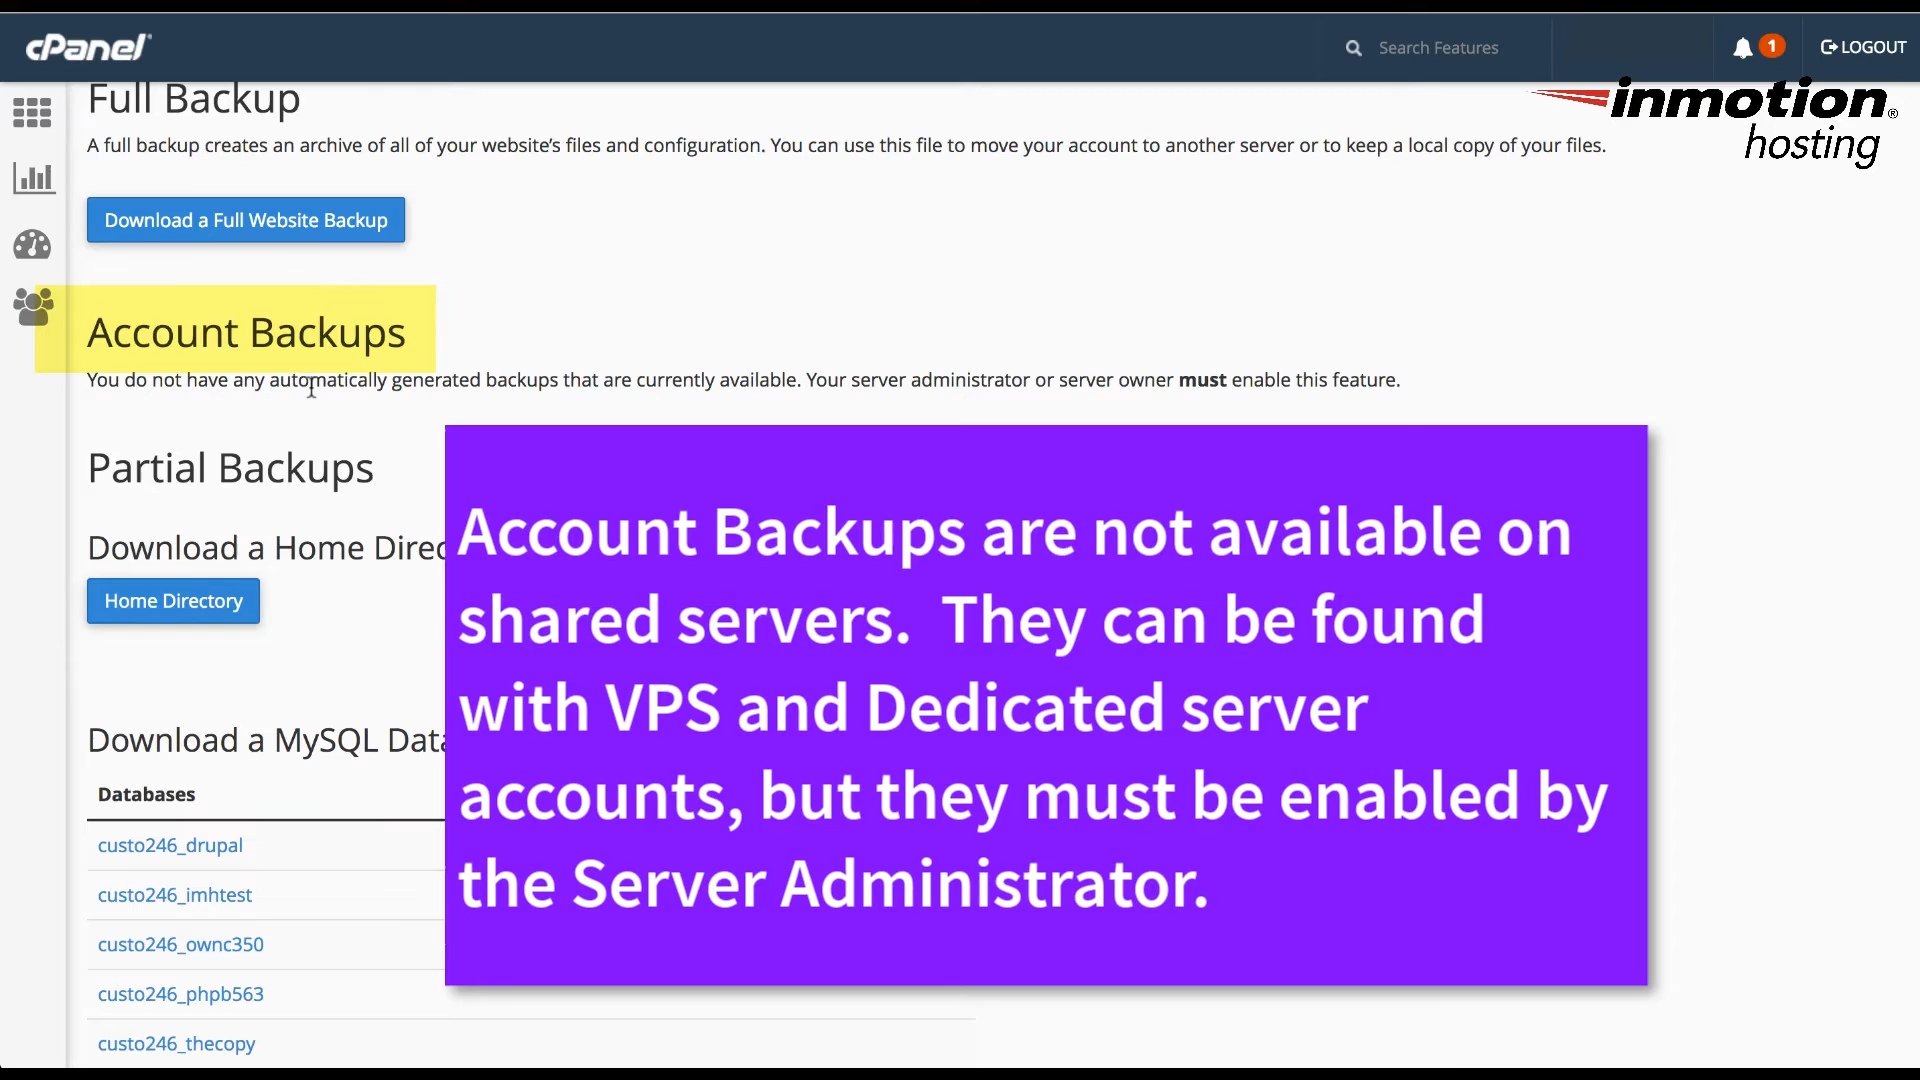 cPanel
Search Features
1
LOGOUT
inmotion®
hosting
Full Backup
A full backup creates an archive of all of your website's files and configuration. You can use this file to move your account to another server or to keep a local copy of your files.
Download a Full Website Backup
Account Backups
You do not have any automatically generated backups that are currently available. Your server administrator or server owner must enable this feature.
Partial Backups
Download a Home Direc
Home Directory
Download a MySQL Data
Databases
custo246_drupal
custo246_imhtest
custo246_ownc350
custo246_phpb563
custo246_thecopy
Account Backups are not available on
shared servers.  They can be found
with VPS and Dedicated server
accounts, but they must be enabled by
the Server Administrator.